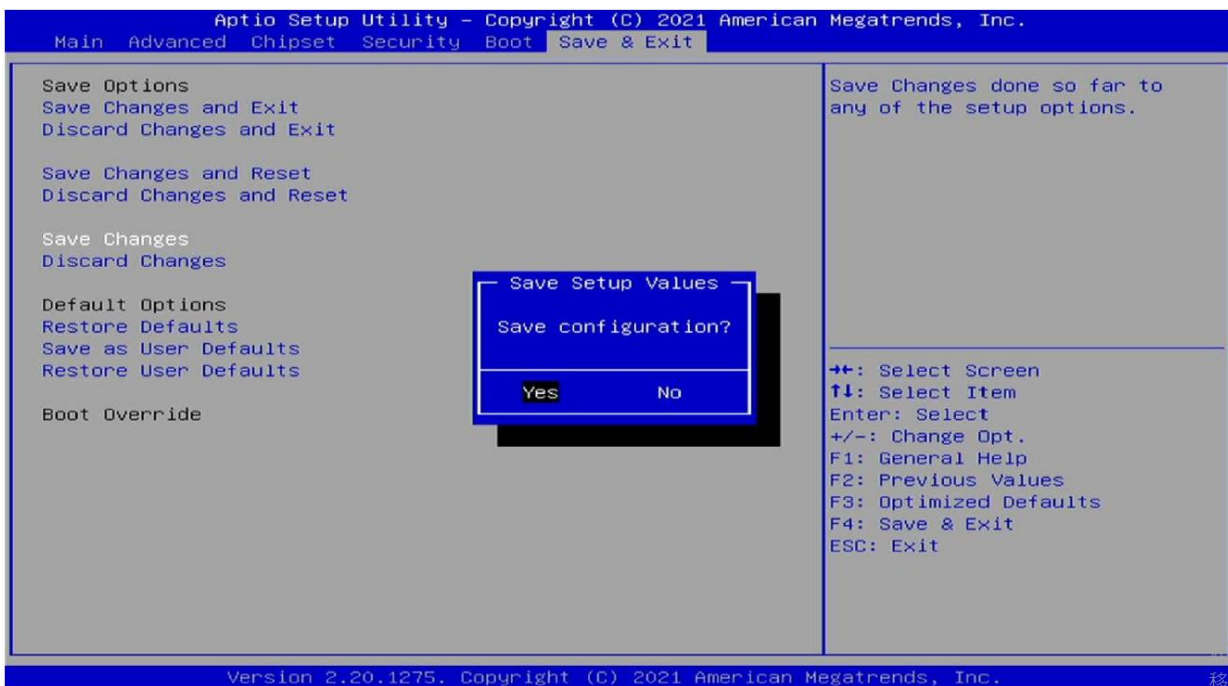 Aptio Setup Utility – Copyright (C) 2021 American Megatrends, Inc.
Main Advanced Chipset Security Boot Save & Exit
Save Options
Save Changes and Exit
Discard Changes and Exit
Save Changes and Reset
Discard Changes and Reset
Save Changes
Discard Changes
Default Options
Restore Defaults
Save as User Defaults
Restore User Defaults
Boot Override
Save Setup Values
Save configuration?
Yes No
Save Changes done so far to
any of the setup options.
→←: Select Screen
↑↓: Select Item
Enter: Select
+/-: Change Opt.
F1: General Help
F2: Previous Values
F3: Optimized Defaults
F4: Save & Exit
ESC: Exit
Version 2.20.1275. Copyright (C) 2021 American Megatrends, Inc.